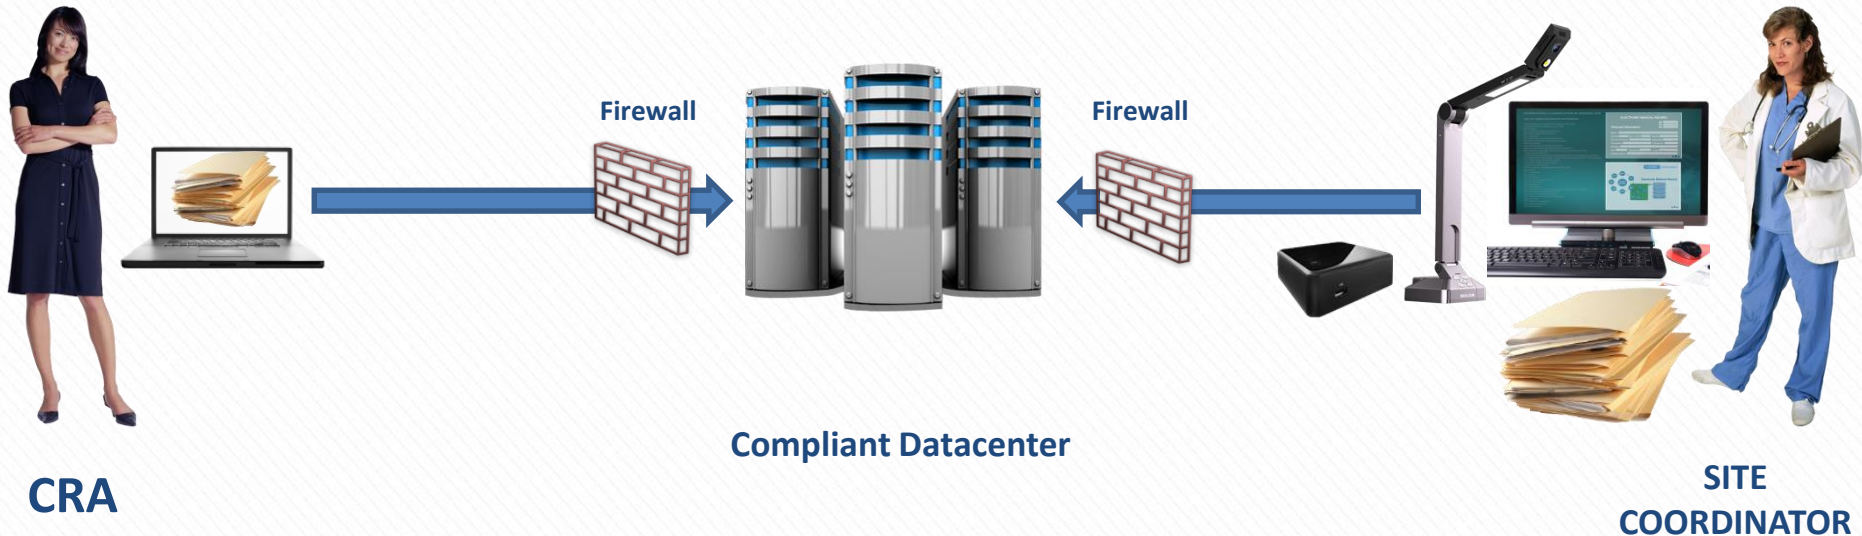 Firewall
Firewall
Compliant Datacenter
CRA
SITE
COORDINATOR